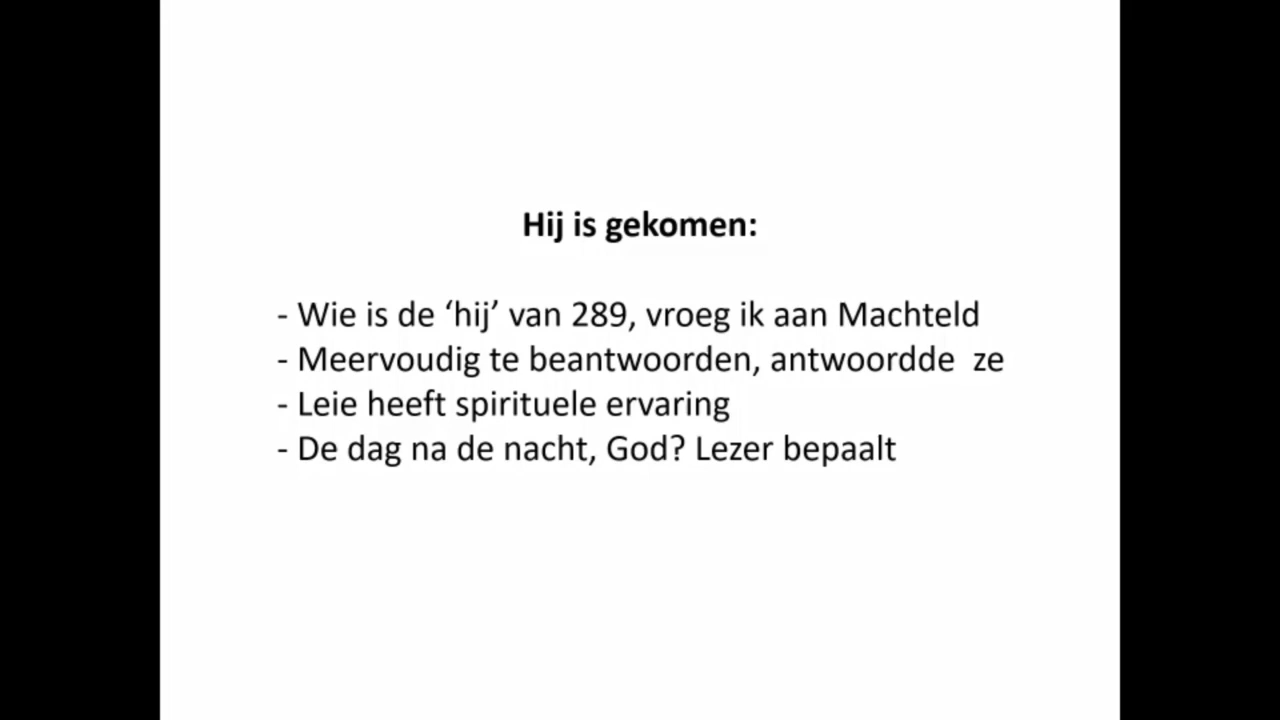 Hij is gekomen:
- Wie is de ‘hij’ van 289, vroeg ik aan Machteld
- Meervoudig te beantwoorden, antwoordde  ze
- Leie heeft spirituele ervaring
- De dag na de nacht, God? Lezer bepaalt